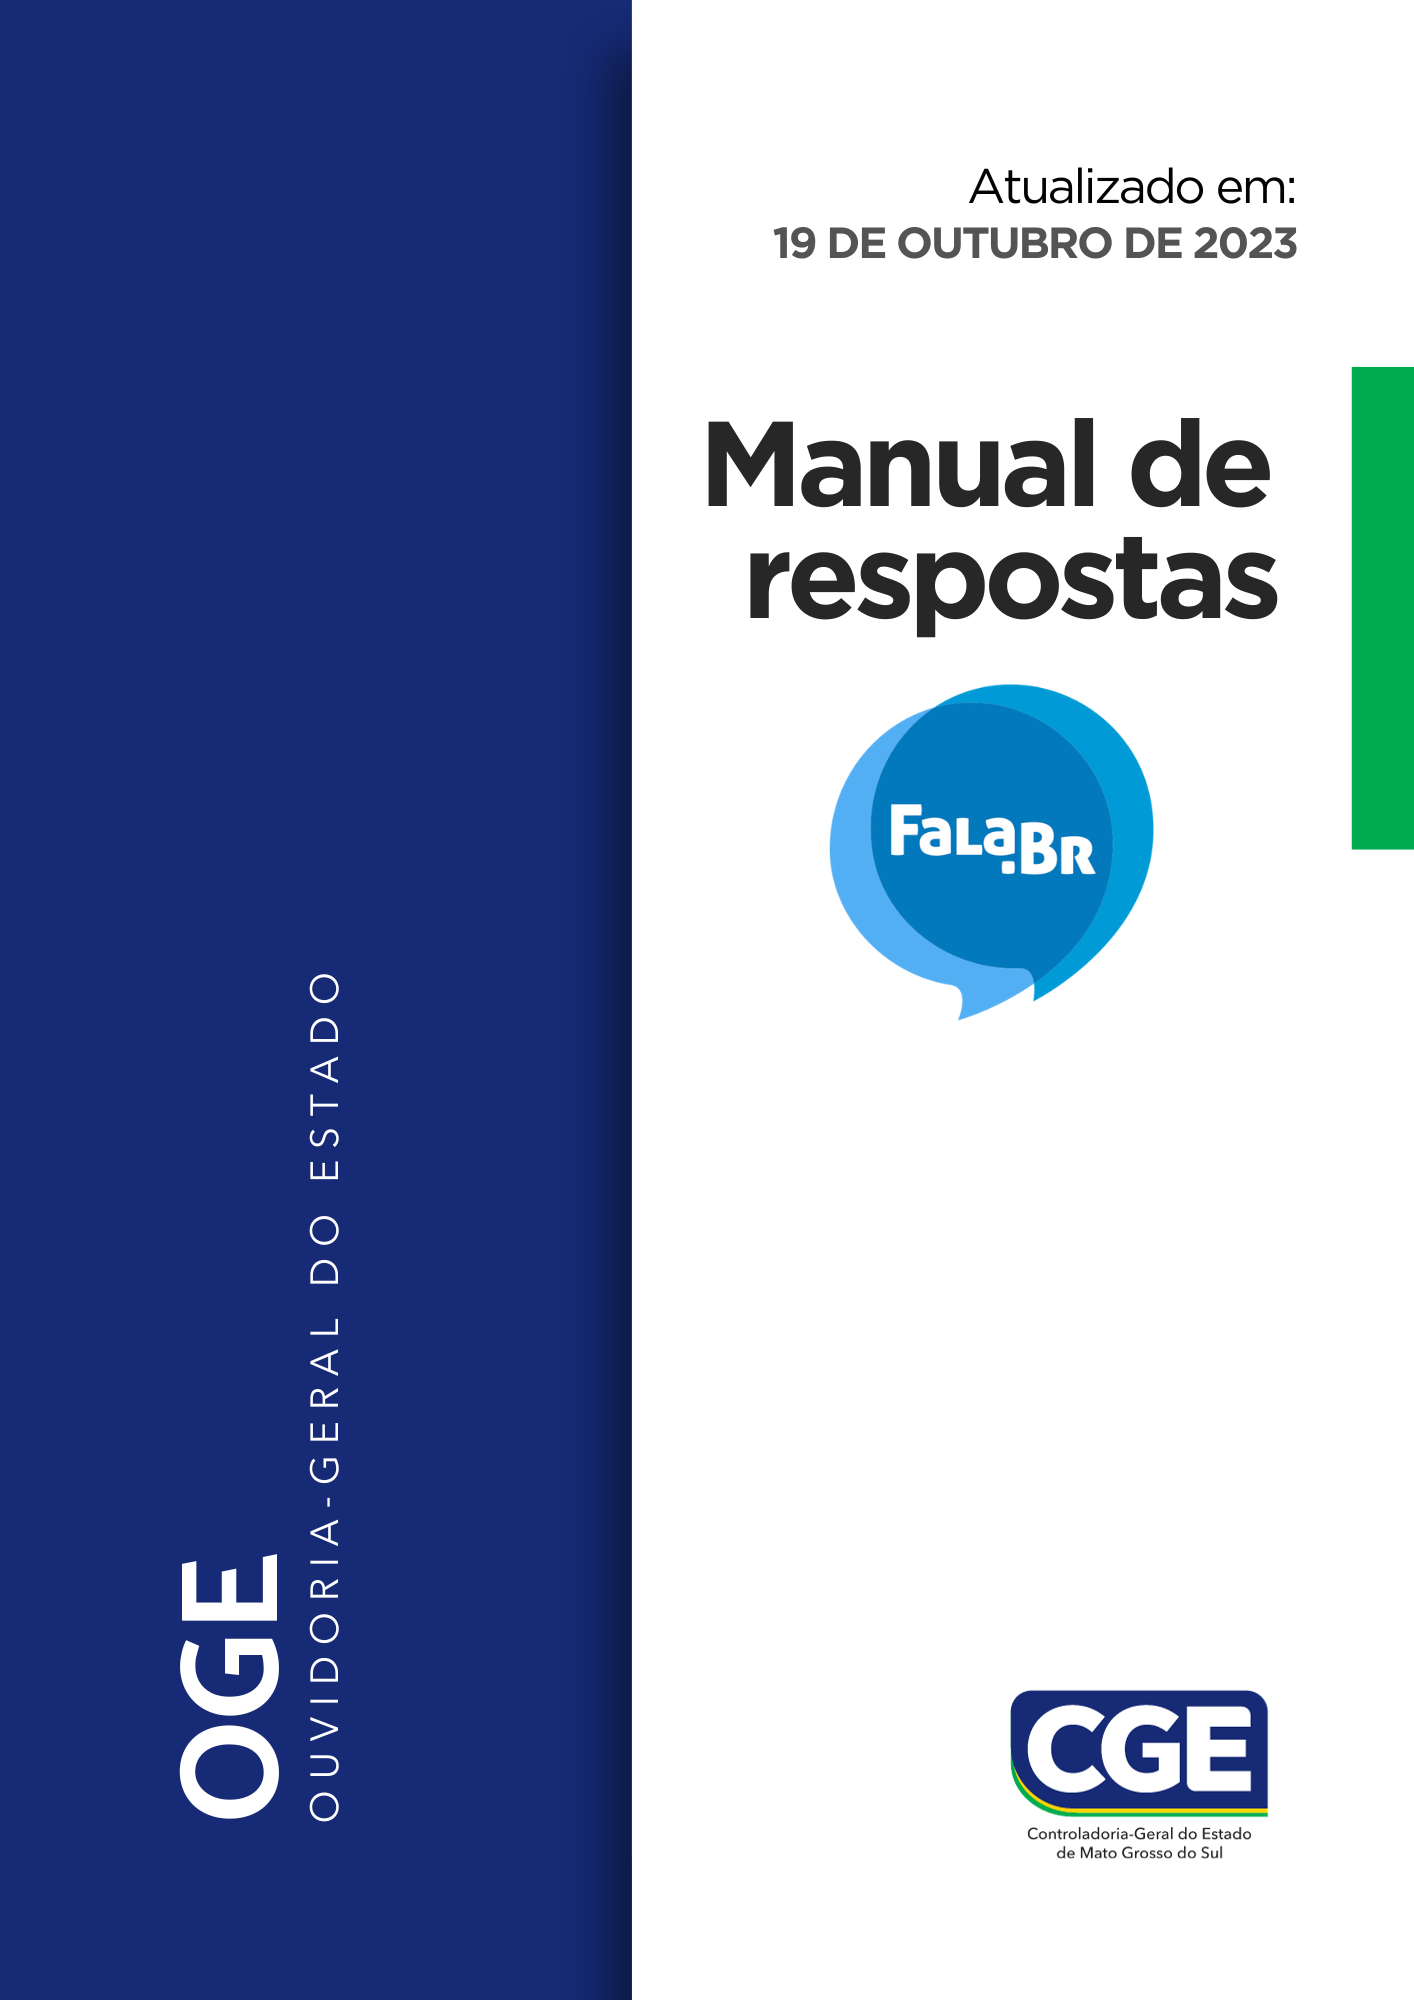 Atualizado em:
19 DE OUTUBRO DE 2023
Manual de
respostas
FaLa.BR
OGE
OUVIDORIA-GERAL DO ESTADO
CGE
Controladoria-Geral do Estado
de Mato Grosso do Sul